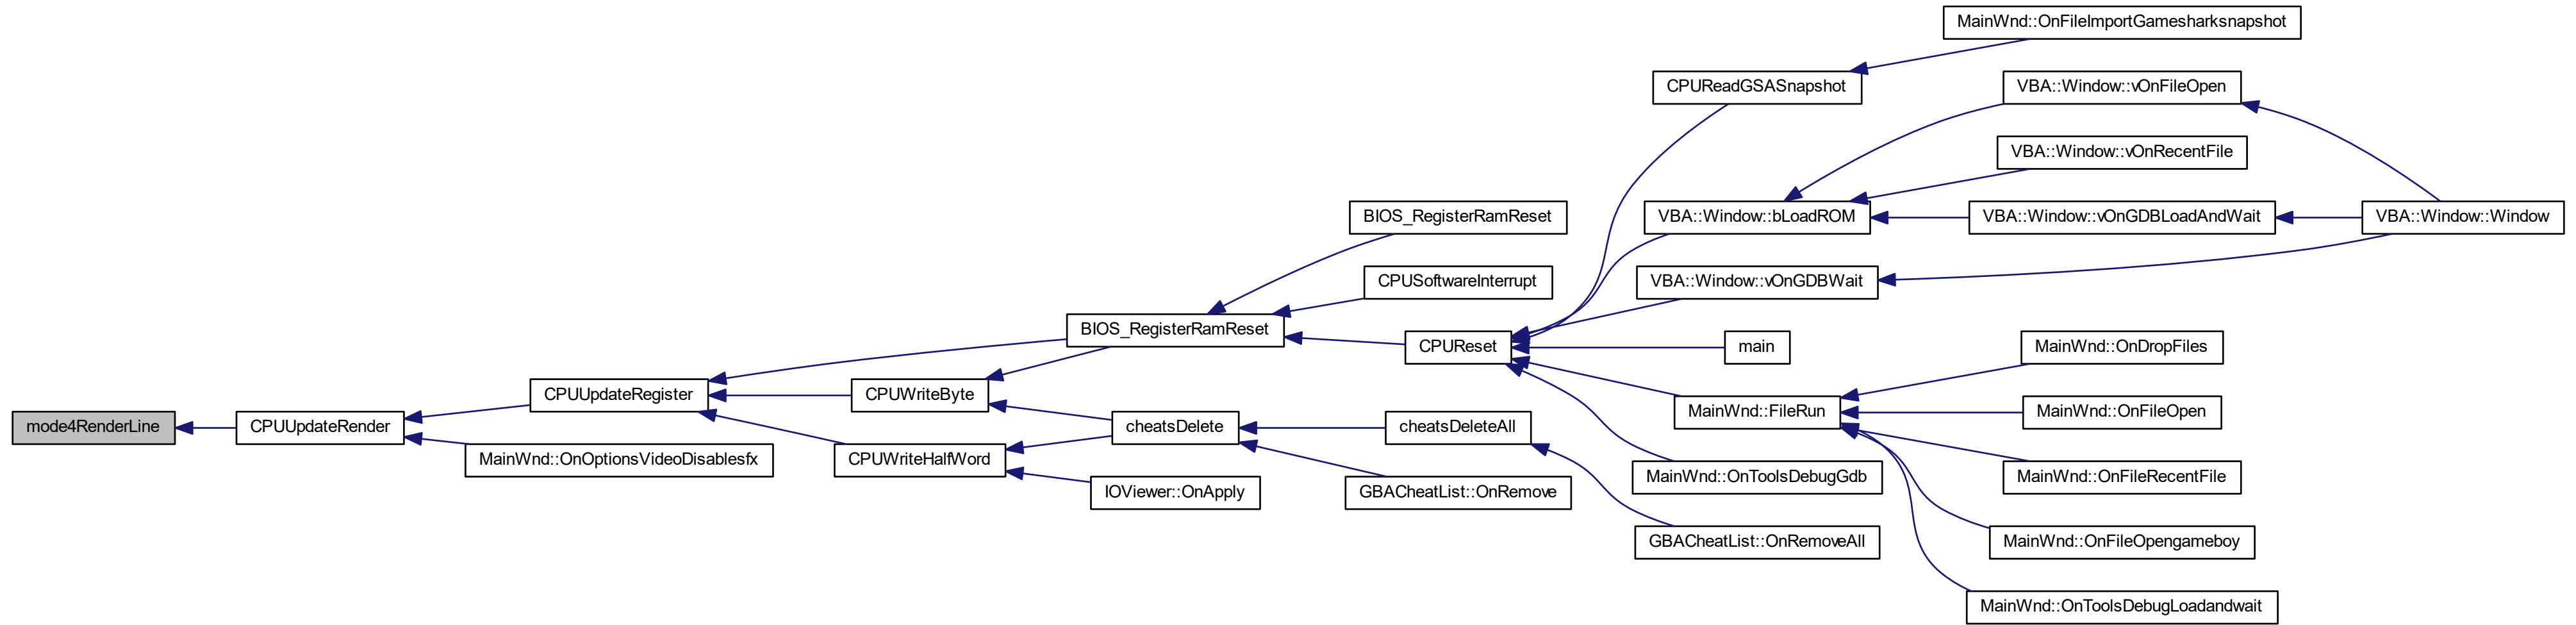 MainWnd::OnFileImportGamesharksnapshot
CPUReadGSASnapshot
VBA::Window::vOnFileOpen
VBA::Window::vOnRecentFile
BIOS_RegisterRamReset
VBA::Window::bLoadROM
VBA::Window::vOnGDBLoadAndWait
VBA::Window::Window
CPUSoftwareInterrupt
VBA::Window::vOnGDBWait
BIOS_RegisterRamReset
CPUReset
main
MainWnd::OnDropFiles
CPUUpdateRegister
CPUWriteByte
MainWnd::FileRun
MainWnd::OnFileOpen
mode4RenderLine
CPUUpdateRender
cheatsDelete
cheatsDeleteAll
MainWnd::OnOptionsVideoDisablesfx
CPUWriteHalfWord
MainWnd::OnToolsDebugGdb
MainWnd::OnFileRecentFile
IOViewer::OnApply
GBACheatList::OnRemove
GBACheatList::OnRemoveAll
MainWnd::OnFileOpengameboy
MainWnd::OnToolsDebugLoadandwait